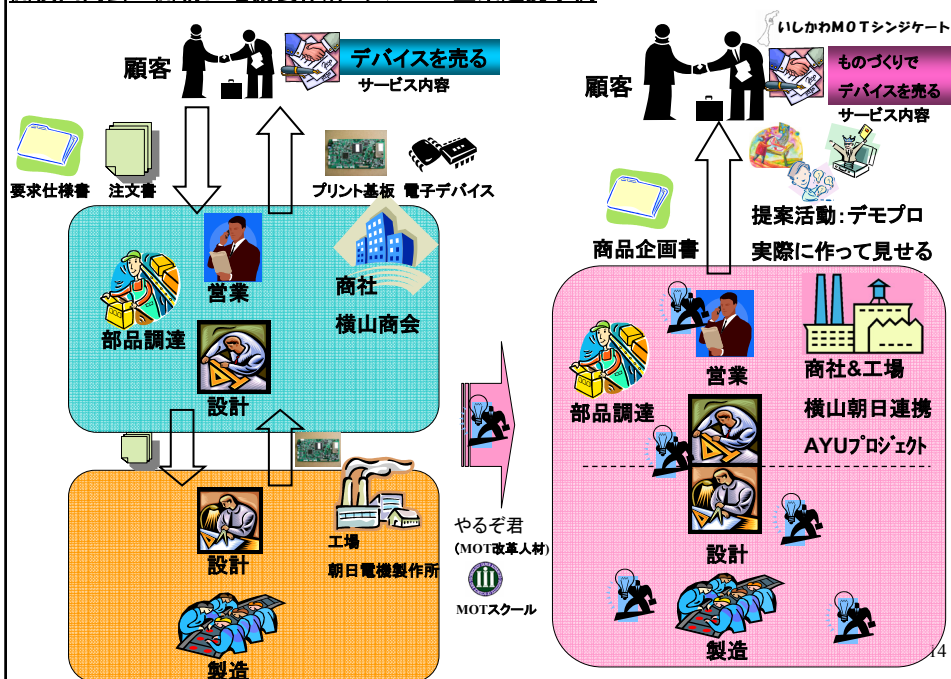 顧客
デバイスを売る
サービス内容
要求仕様書
注文書
プリント基板
電子デバイス
営業
商社
横山商会
部品調達
設計
設計
工場
朝日電機製作所
製造
やるぞ君
(MOT改革人材)
MOTスクール
いしかわMOTシンジケート
顧客
ものづくりで
デバイスを売る
サービス内容
商品企画書
提案活動:デモプロ
実際に作って見せる
営業
商社&工場
部品調達
横山朝日連携
AYUプロジェクト
設計
製造
14